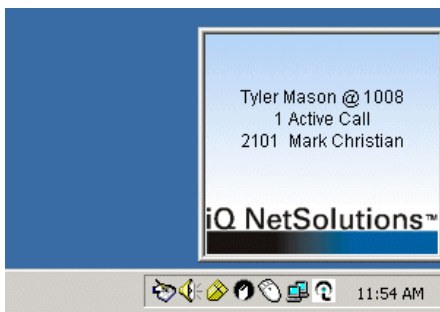 Tyler Mason @ 1008
1 Active Call
2101 Mark Christian
iQ NetSolutions™
11:54 AM